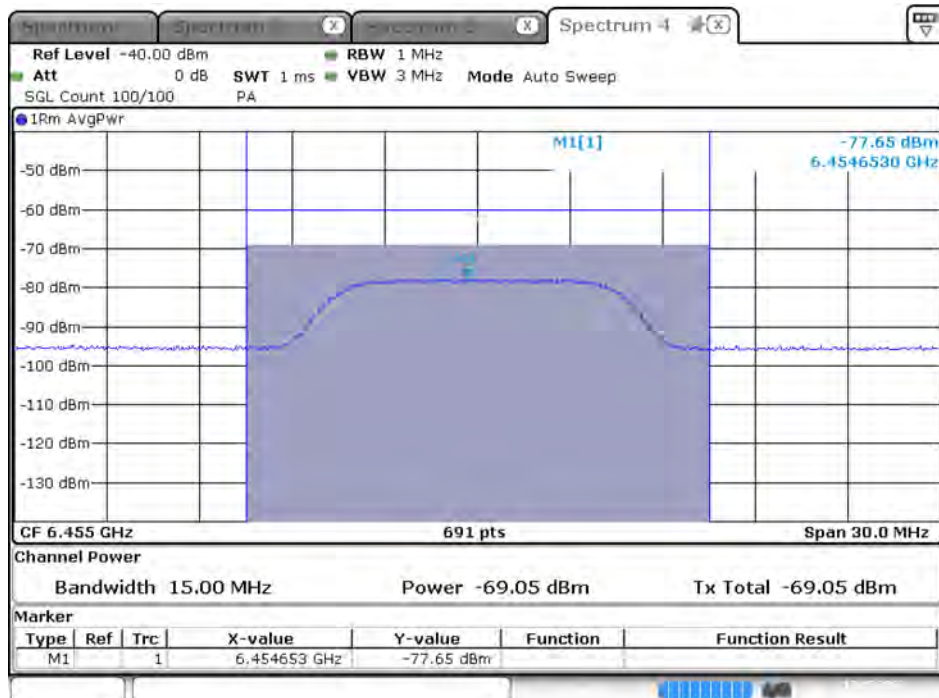 Spectrum 4
Ref Level -40.00 dBm RBW 1 MHz
Att 0 dB SWT 1 ms VBW 3 MHz Mode Auto Sweep
SGL Count 100/100 PA
1Rm AvgPwr
M1[1] -77.65 dBm
6.4546530 GHz
-50 dBm
-60 dBm
-70 dBm
-80 dBm
-90 dBm
-100 dBm
-110 dBm
-120 dBm
-130 dBm
CF 6.455 GHz 691 pts Span 30.0 MHz
Channel Power
Bandwidth 15.00 MHz Power -69.05 dBm Tx Total -69.05 dBm
Marker
Type Ref Trc X-value Y-value Function Function Result
M1 1 6.454653 GHz -77.65 dBm